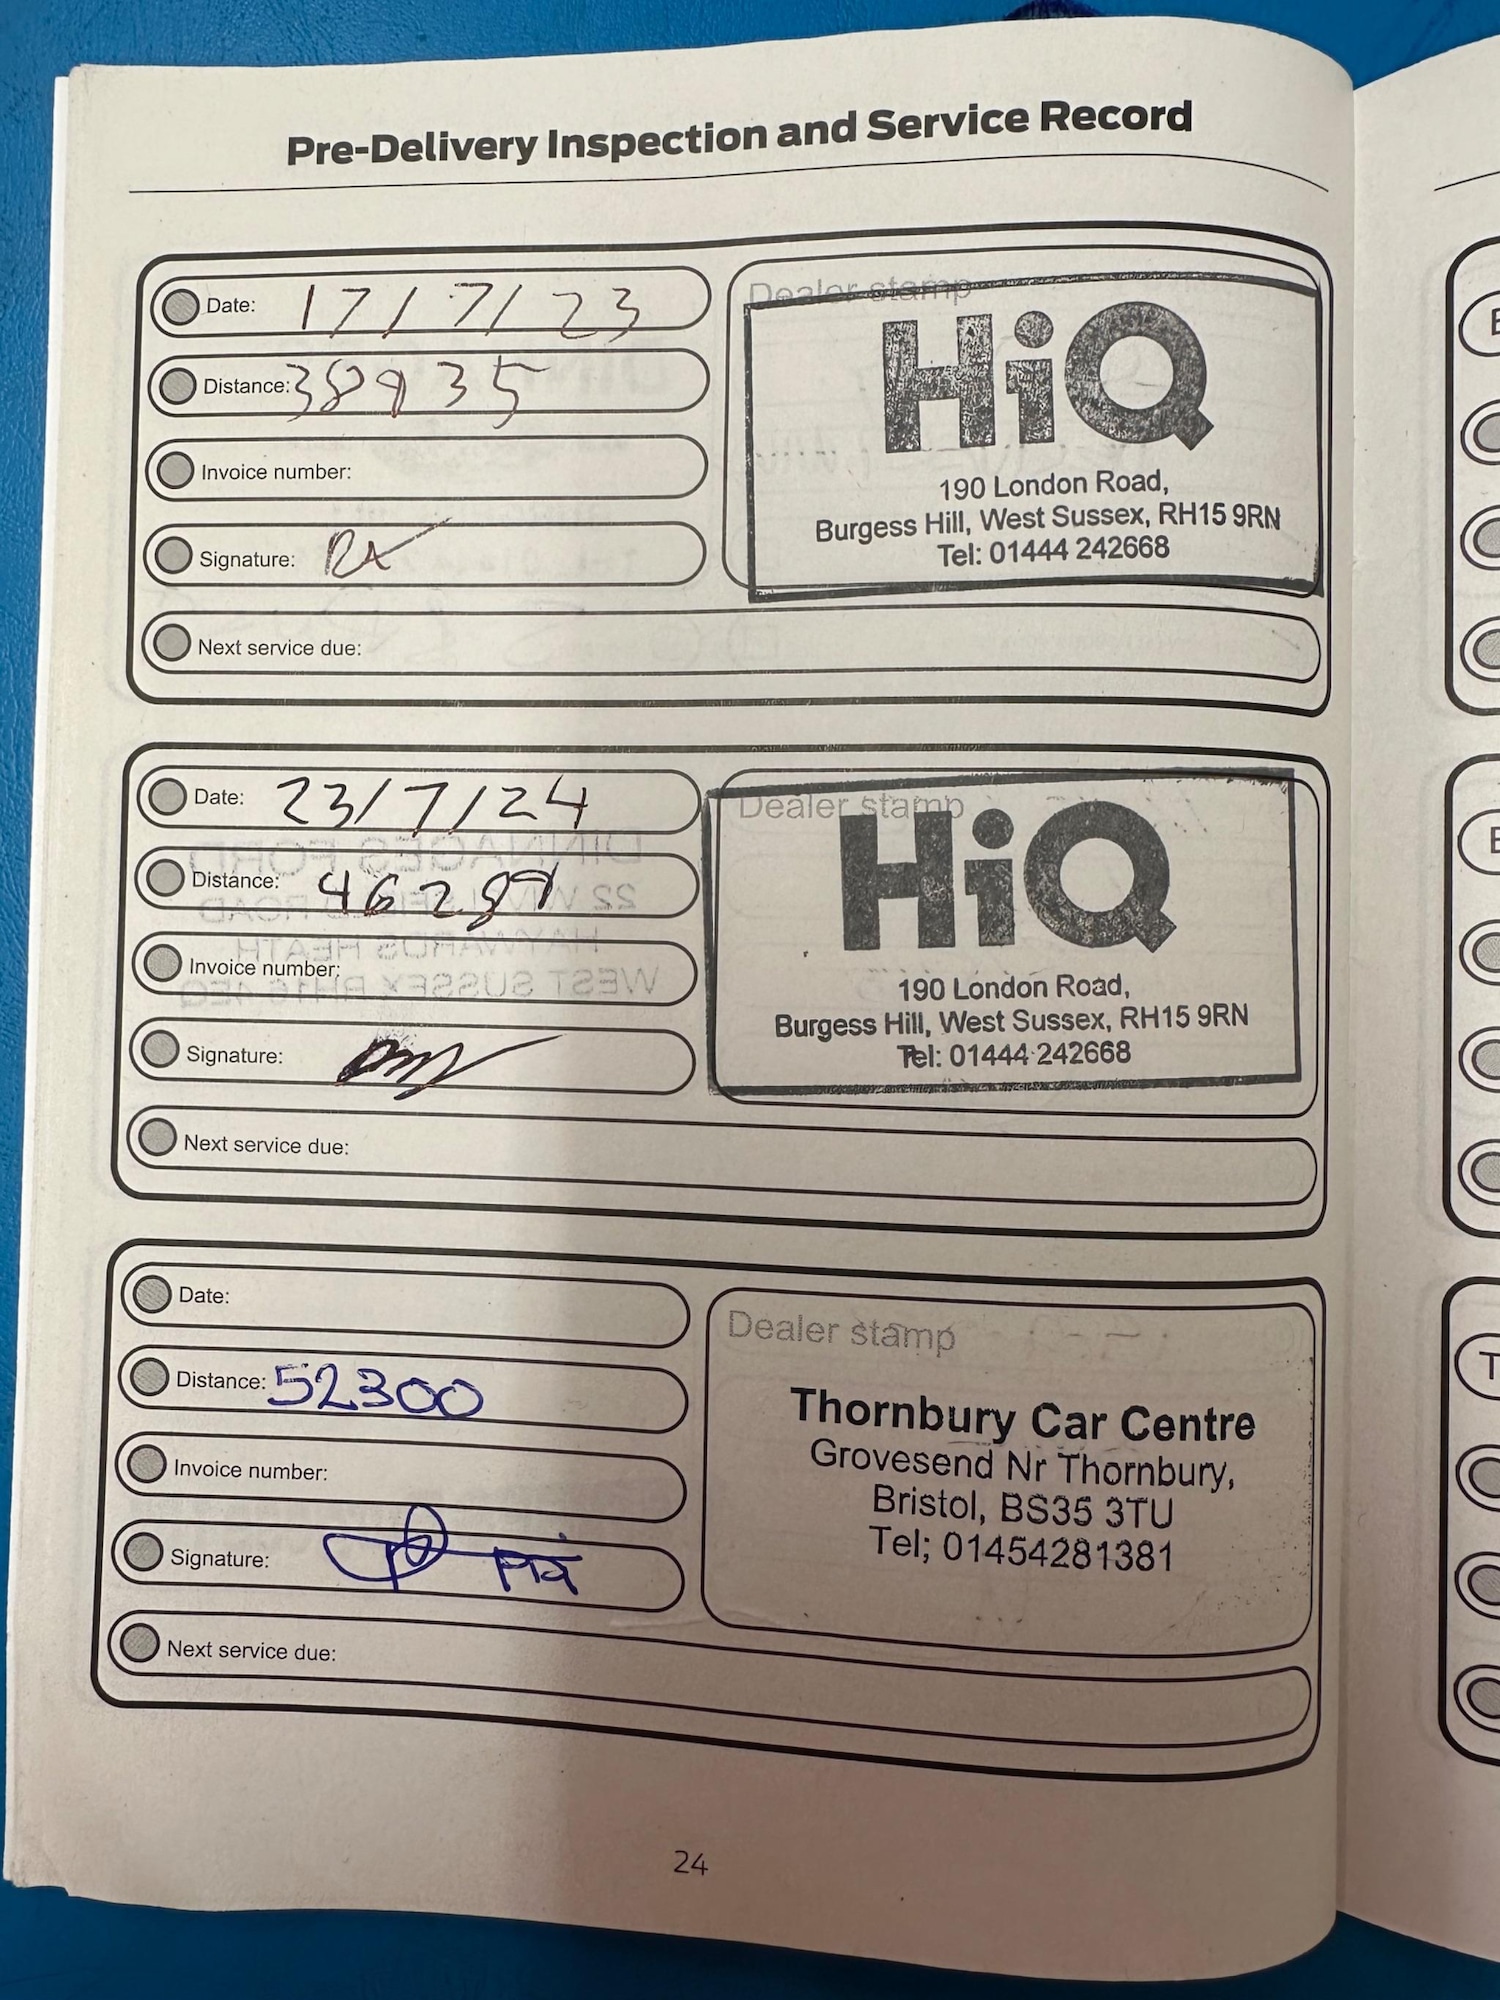 Pre-Delivery Inspection and Service Record
Date: 17/7/23
Distance: 38935
Invoice number:
Signature:
Next service due:
Dealer stamp
HiQ
190 London Road,
Burgess Hill, West Sussex, RH15 9RN
Tel: 01444 242668
Date: 23/7/24
Distance: 46289
Invoice number:
Signature:
Next service due:
Dealer stamp
HiQ
190 London Road,
Burgess Hill, West Sussex, RH15 9RN
Tel: 01444 242668
Date:
Distance: 52300
Invoice number:
Signature:
Next service due:
Dealer stamp
Thornbury Car Centre
Grovesend Nr Thornbury,
Bristol, BS35 3TU
Tel; 01454281381
24